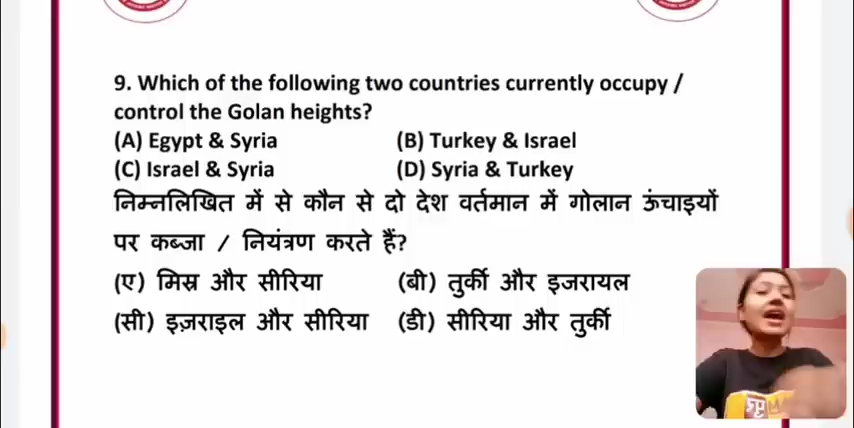 9. Which of the following two countries currently occupy /
control the Golan heights?
(A) Egypt & Syria (B) Turkey & Israel
(C) Israel & Syria (D) Syria & Turkey
निम्नलिखित में से कौन से दो देश वर्तमान में गोलान ऊंचाइयों
पर कब्जा / नियंत्रण करते हैं?
(ए) मिस्र और सीरिया (बी) तुर्की और इजरायल
(सी) इज़राइल और सीरिया (डी) सीरिया और तुर्की